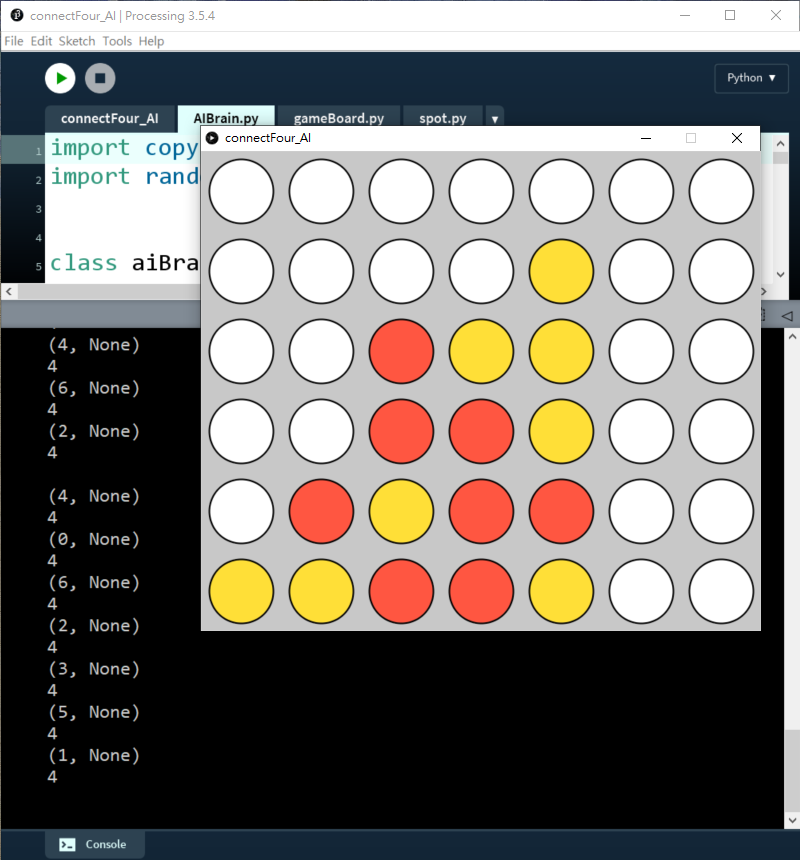 connectFour_AI | Processing 3.5.4
File Edit Sketch Tools Help
Python ▼
connectFour_AI AIBrain.py gameBoard.py spot.py ▼
connectFour_AI
1 import copy
2 import rand
3
4
5 class aiBra
(4, None)
4
(6, None)
4
(2, None)
4
(4, None)
4
(0, None)
4
(6, None)
4
(2, None)
4
(3, None)
4
(5, None)
4
(1, None)
4
Console